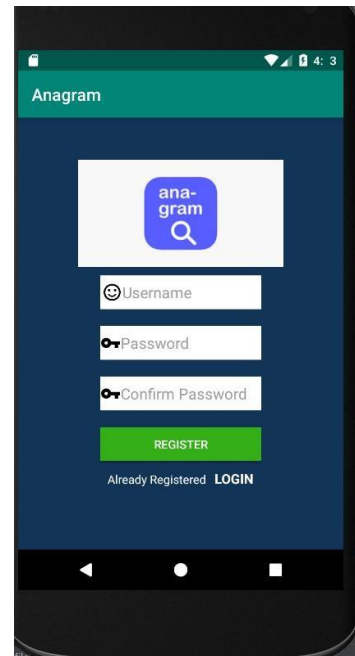 4: 3
Anagram
ana-
gram
Username
Password
Confirm Password
REGISTER
Already Registered LOGIN